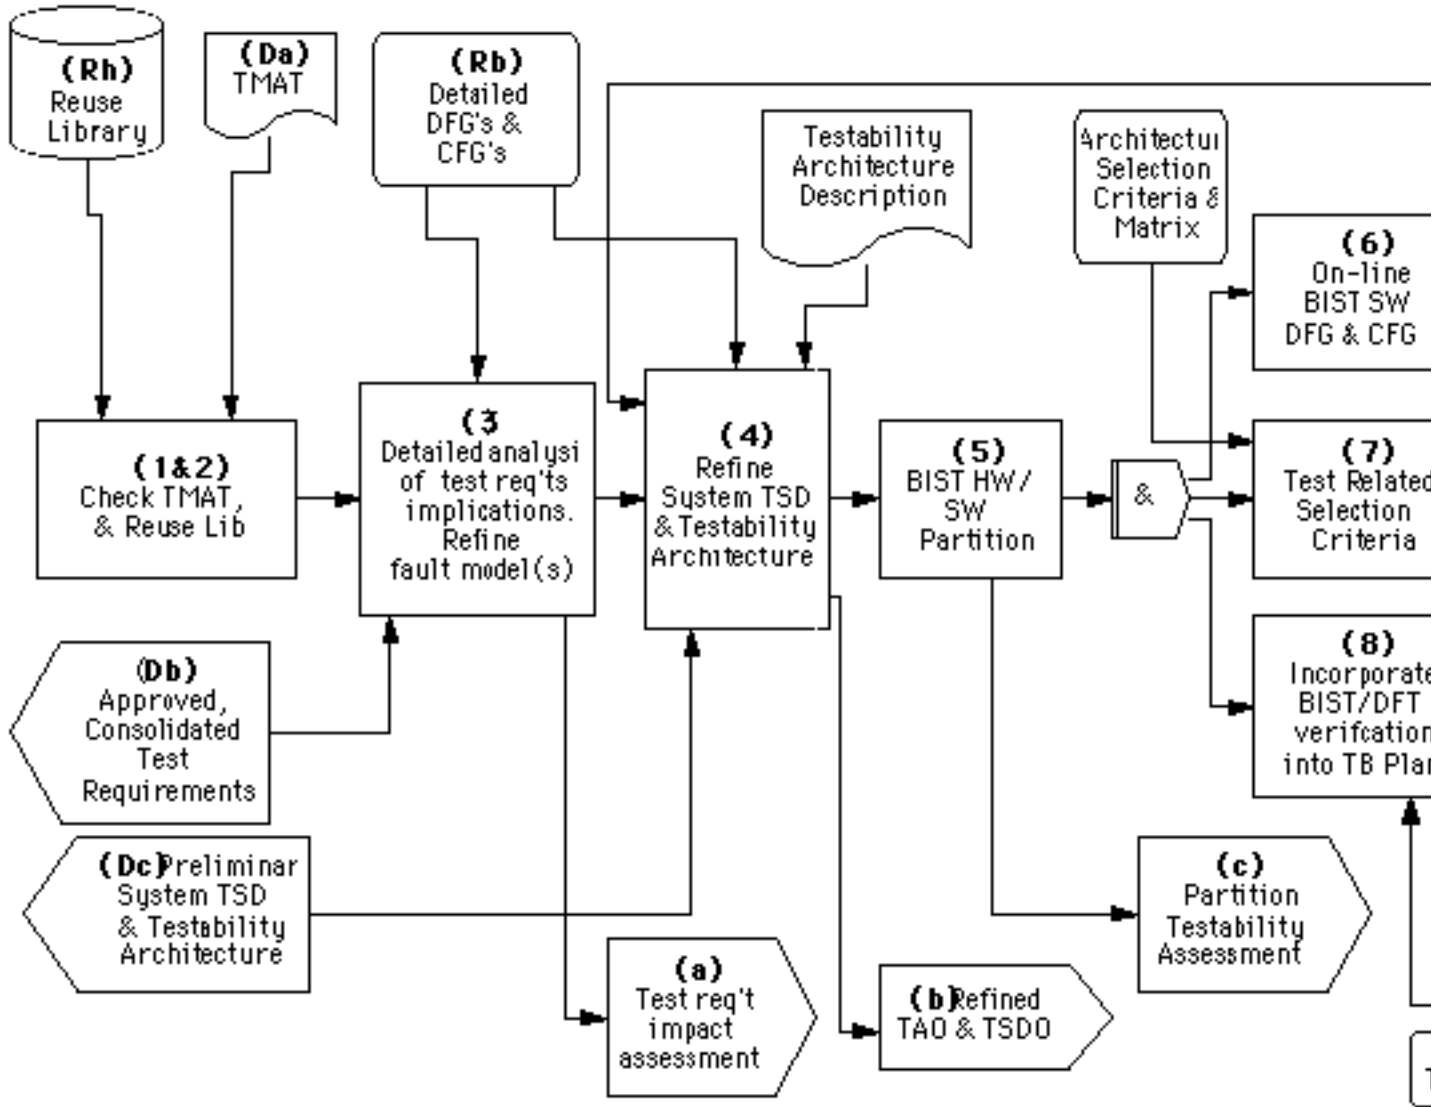 (Rh)
Reuse
Library
(Da)
TMAT
(Rb)
Detailed
DFG's &
CFG's
Testability
Architecture
Description
Architectur
Selection
Criteria &
Matrix
(6)
On-line
BIST SW
DFG & CFG
(1&2)
Check TMAT,
& Reuse Lib
(3
Detailed analysi
of test req'ts
implications.
Refine
fault model(s)
(4)
Refine
System TSD
& Testability
Architecture
(5)
BIST HW/
SW
Partition
&
(7)
Test Related
Selection
Criteria
(8)
Incorporate
BIST/DFT
verifcation
into TB Plan
(Db)
Approved,
Consolidated
Test
Requirements
(Dc) Preliminar
System TSD
& Testability
Architecture
(a)
Test req't
impact
assessment
(b) Refined
TAO & TSDO
(c)
Partition
Testability
Assessment